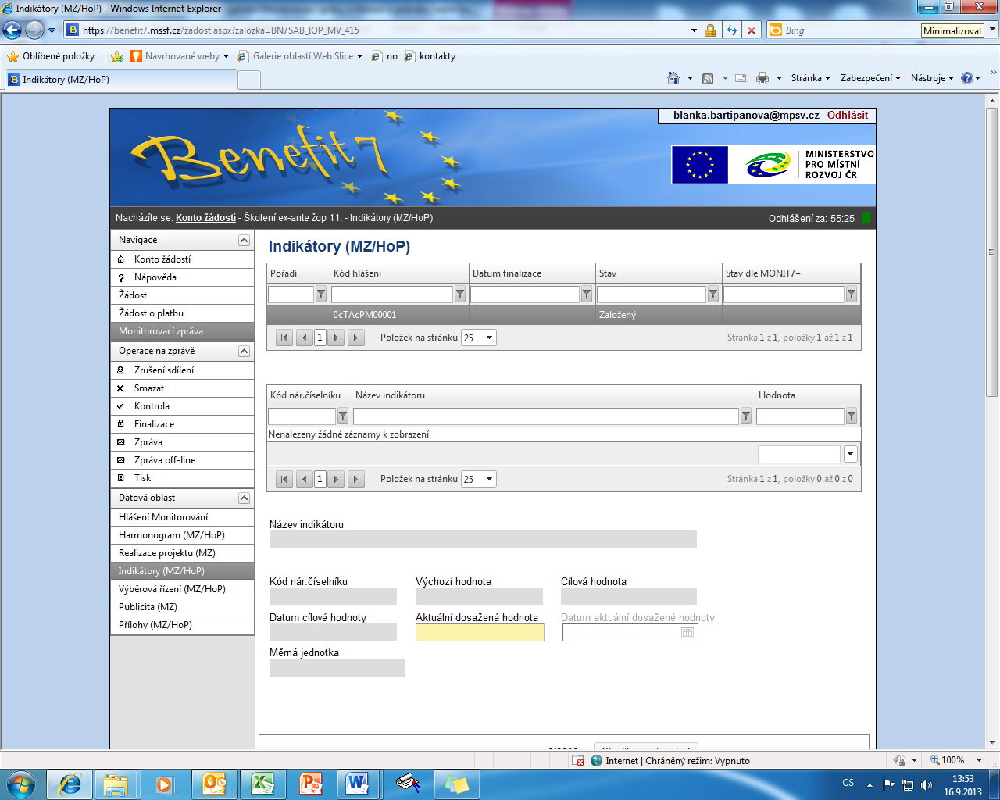 Indikátory (MZ/HoP) - Windows Internet Explorer
https://benefit7.mssf.cz/zadost.aspx?zalozka=BN7SAB_IOP_MV_415
Bing
Minimalizovat
Oblíbené položky
Navrhované weby
Galerie oblastí Web Slice
no
kontakty
Indikátory (MZ/HoP)
Stránka
Zabezpečení
Nástroje
blanka.bartipanova@mpsv.cz Odhlásit
Benefit7
MINISTERSTVO
PRO MÍSTNÍ
ROZVOJ ČR
Nacházíte se: Konto žádostí - Školení ex-ante žop 11. - Indikátory (MZ/HoP)
Odhlášení za: 55:25
Navigace
Konto žádostí
Nápověda
Žádost
Žádost o platbu
Monitorovací zpráva
Operace na zprávě
Zrušení sdílení
Smazat
Kontrola
Finalizace
Zpráva
Zpráva off-line
Tisk
Datová oblast
Hlášení Monitorování
Harmonogram (MZ/HoP)
Realizace projektu (MZ)
Indikátory (MZ/HoP)
Výběrová řízení (MZ/HoP)
Publicita (MZ)
Přílohy (MZ/HoP)
Indikátory (MZ/HoP)
Pořadí Kód hlášení Datum finalizace Stav Stav dle MONIT7+
0cTAcPM00001 Založený
1 Položek na stránku 25 Stránka 1 z 1, položky 1 až 1 z 1
Kód nár.číselníku Název indikátoru Hodnota
Nenalezeny žádné záznamy k zobrazení
1 Položek na stránku 25 Stránka 1 z 1, položky 0 až 0 z 0
Název indikátoru
Kód nár.číselníku Výchozí hodnota Cílová hodnota
Datum cílové hodnoty Aktuální dosažená hodnota Datum aktuální dosažené hodnoty
Měrná jednotka
Internet | Chráněný režim: Vypnuto
100%
CS
13:53
16.9.2013